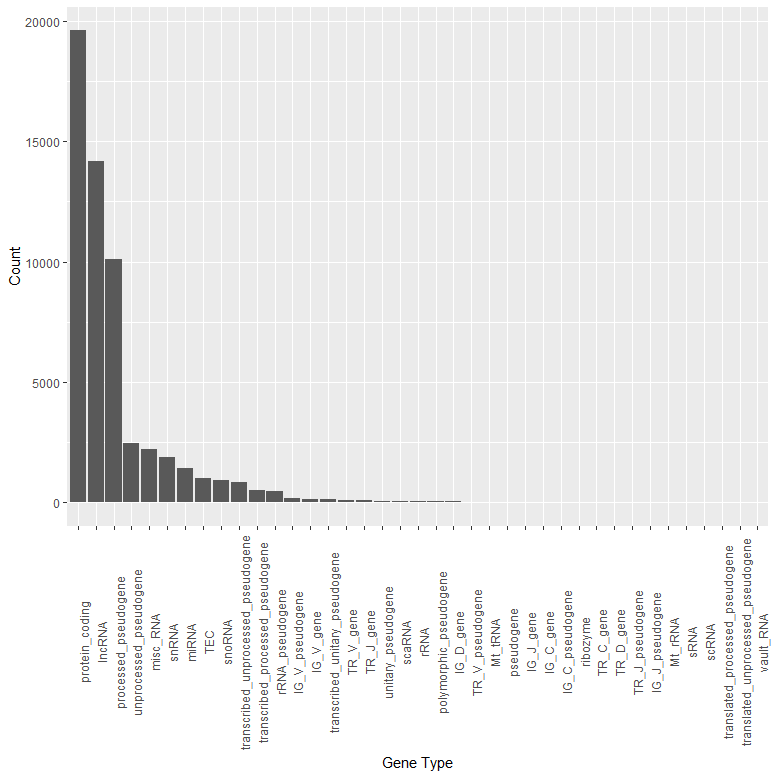 20000
15000
10000
5000
0
Count
protein_coding
lncRNA
processed_pseudogene
unprocessed_pseudogene
misc_RNA
snRNA
miRNA
TEC
snoRNA
transcribed_unprocessed_pseudogene
transcribed_processed_pseudogene
rRNA_pseudogene
IG_V_pseudogene
IG_V_gene
transcribed_unitary_pseudogene
TR_V_gene
TR_J_gene
unitary_pseudogene
scaRNA
rRNA
polymorphic_pseudogene
IG_D_gene
TR_V_pseudogene
Mt_tRNA
pseudogene
IG_J_gene
IG_C_gene
IG_C_pseudogene
ribozyme
TR_C_gene
TR_D_gene
TR_J_pseudogene
IG_J_pseudogene
Mt_rRNA
sRNA
scRNA
translated_processed_pseudogene
translated_unprocessed_pseudogene
vault_RNA
Gene Type